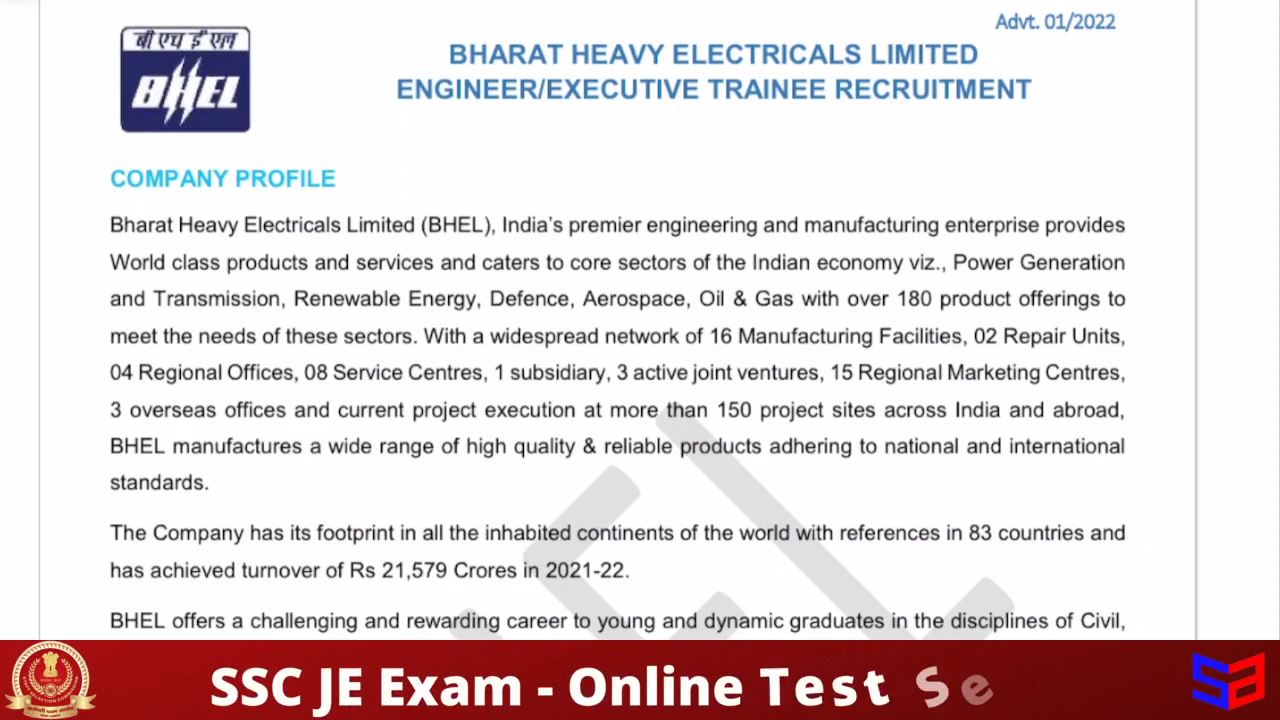 Advt. 01/2022
बी एच ई एल
BHEL
BHARAT HEAVY ELECTRICALS LIMITED
ENGINEER/EXECUTIVE TRAINEE RECRUITMENT
COMPANY PROFILE
Bharat Heavy Electricals Limited (BHEL), India's premier engineering and manufacturing enterprise provides
World class products and services and caters to core sectors of the Indian economy viz., Power Generation
and Transmission, Renewable Energy, Defence, Aerospace, Oil & Gas with over 180 product offerings to
meet the needs of these sectors. With a widespread network of 16 Manufacturing Facilities, 02 Repair Units,
04 Regional Offices, 08 Service Centres, 1 subsidiary, 3 active joint ventures, 15 Regional Marketing Centres,
3 overseas offices and current project execution at more than 150 project sites across India and abroad,
BHEL manufactures a wide range of high quality & reliable products adhering to national and international
standards.
The Company has its footprint in all the inhabited continents of the world with references in 83 countries and
has achieved turnover of Rs 21,579 Crores in 2021-22.
BHEL offers a challenging and rewarding career to young and dynamic graduates in the disciplines of Civil,
SSC JE Exam - Online Test Se
SA